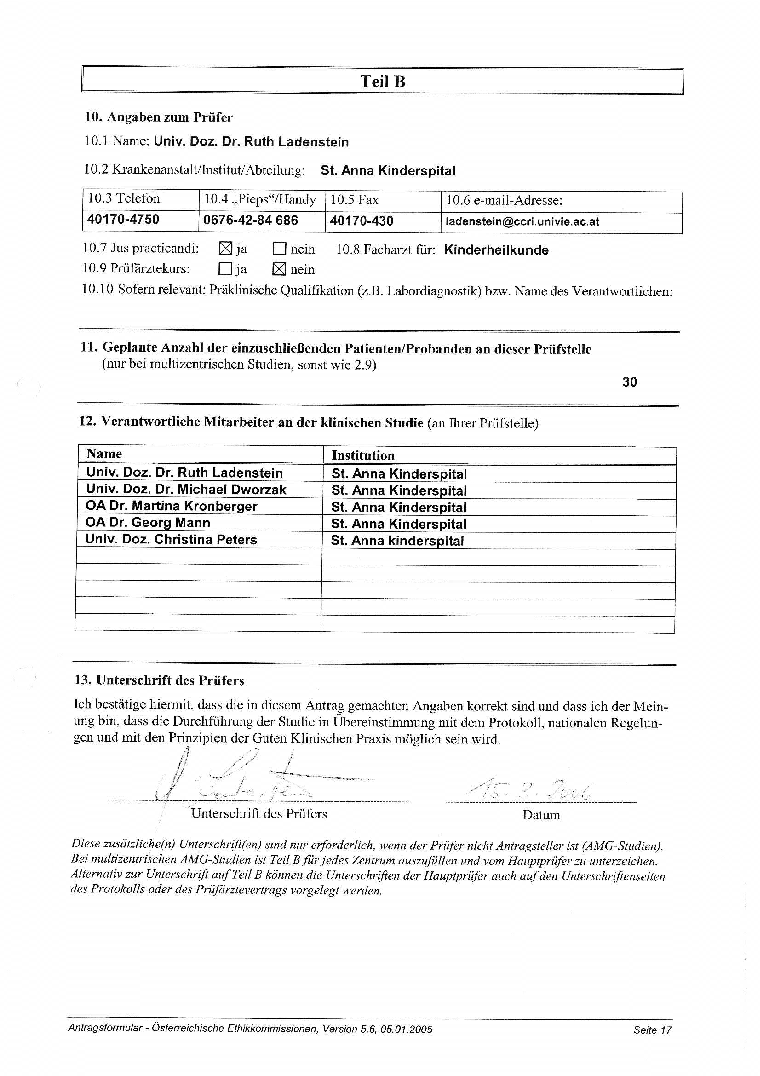 Teil B
10. Angaben zum Prüfer
10.1 Name: Univ. Doz. Dr. Ruth Ladenstein
10.2 Krankenanstalt/Institut/Abteilung: St. Anna Kinderspital
10.3 Telefon 10.4 „Pieps“/Handy 10.5 Fax 10.6 e-mail-Adresse:
40170-4750 0676-42-84 686 40170-430 ladenstein@ccri.univie.ac.at
10.7 Jus practicandi: ☒ ja ☐ nein 10.8 Facharzt für: Kinderheilkunde
10.9 Prüfärztekurs: ☐ ja ☒ nein
10.10 Sofern relevant: Präklinische Qualifikation (z.B. Labordiagnostik) bzw. Name des Verantwortlichen:
11. Geplante Anzahl der einzuschließenden Patienten/Probanden an dieser Prüfstelle
(nur bei multizentrischen Studien, sonst wie 2.9)
30
12. Verantwortliche Mitarbeiter an der klinischen Studie (an Ihrer Prüfstelle)
Name Institution
Univ. Doz. Dr. Ruth Ladenstein St. Anna Kinderspital
Univ. Doz. Dr. Michael Dworzak St. Anna Kinderspital
OA Dr. Martina Kronberger St. Anna Kinderspital
OA Dr. Georg Mann St. Anna Kinderspital
Univ. Doz. Christina Peters St. Anna kinderspital
13. Unterschrift des Prüfers
Ich bestätige hiermit, dass die in diesem Antrag gemachten Angaben korrekt sind und dass ich der Mein-
ung bin, dass die Durchführung der Studie in Übereinstimmung mit dem Protokoll, nationalen Regelun-
gen und mit den Prinzipien der Guten Klinischen Praxis möglich sein wird.
Unterschrift des Prüfers Datum
Diese zusätzliche(n) Unterschrift(en) sind nur erforderlich, wenn der Prüfer nicht Antragsteller ist (AMG-Studien).
Bei multizentrischen AMG-Studien ist Teil B für jedes Zentrum auszufüllen und vom Hauptprüfer zu unterzeichen.
Alternativ zur Unterschrift auf Teil B können die Unterschriften der Hauptprüfer auch auf den Unterschriftenseiten
des Protokolls oder des Prüfärztevertrags vorgelegt werden.
Antragsformular - Österreichische Ethikkommissionen, Version 5.6, 05.01.2005 Seite 17